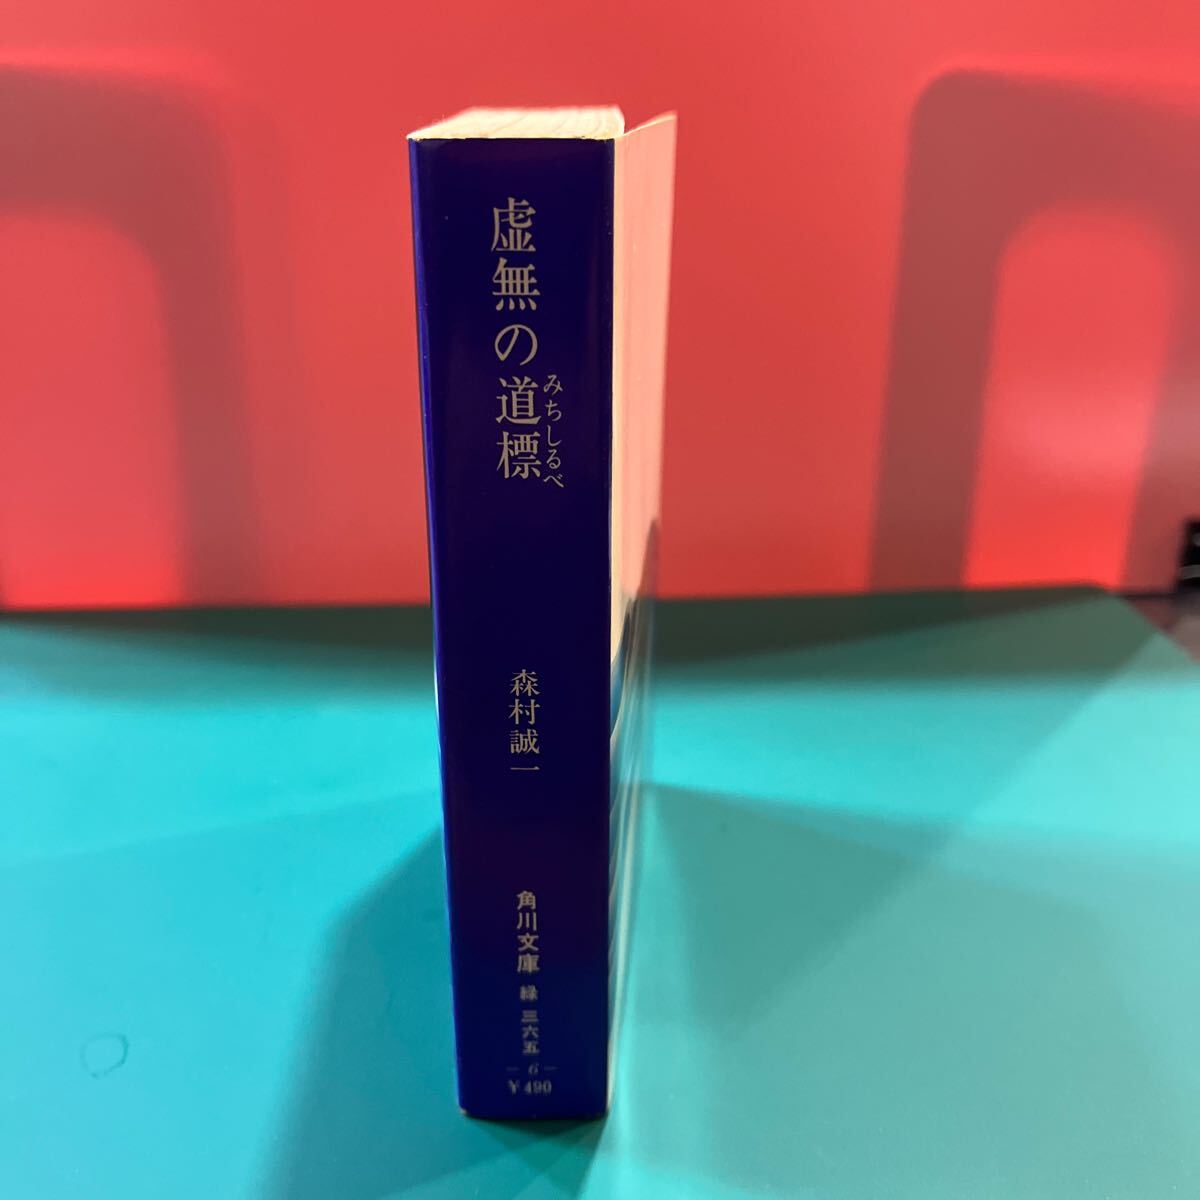 虚無の道標
みちしるべ
森村誠一
角川文庫
緑 三六五
— 6 —
¥490